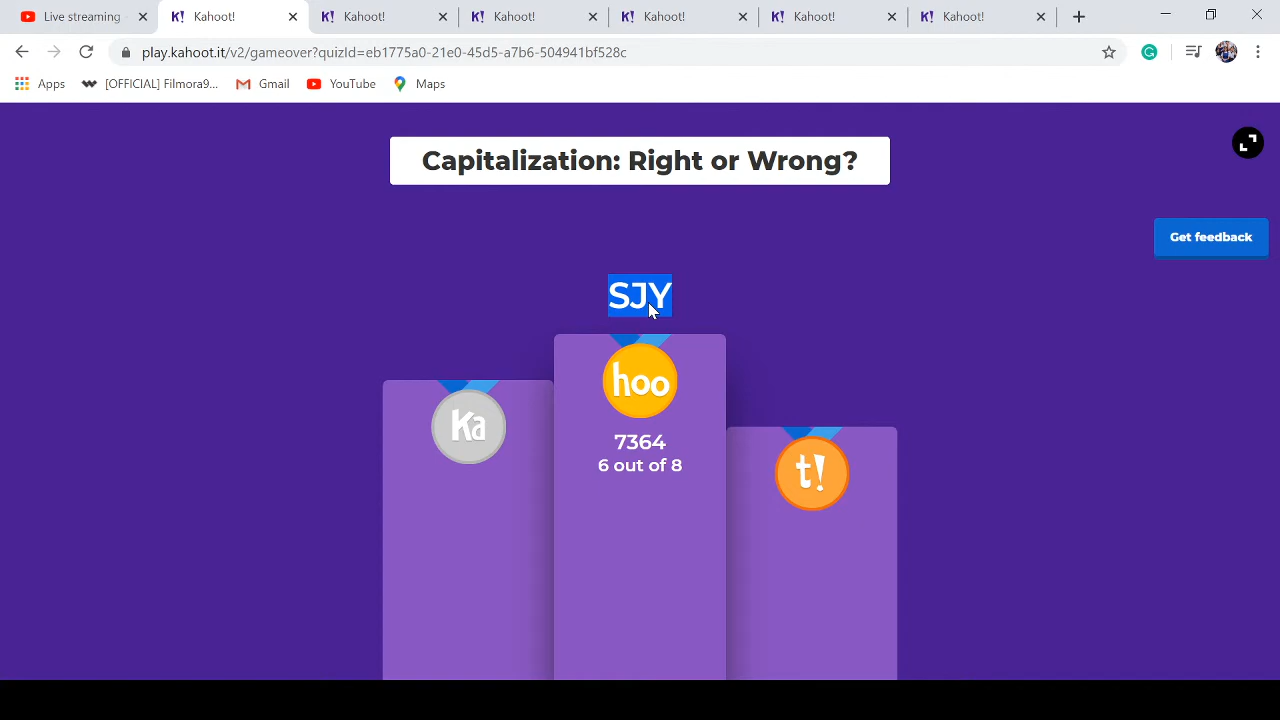 Live streaming
Kahoot!
Kahoot!
Kahoot!
Kahoot!
Kahoot!
Kahoot!
play.kahoot.it/v2/gameover?quizId=eb1775a0-21e0-45d5-a7b6-504941bf528c
Apps
[OFFICIAL] Filmora9...
Gmail
YouTube
Maps
Capitalization: Right or Wrong?
Get feedback
SJY
hoo
Ka
7364
6 out of 8
t!